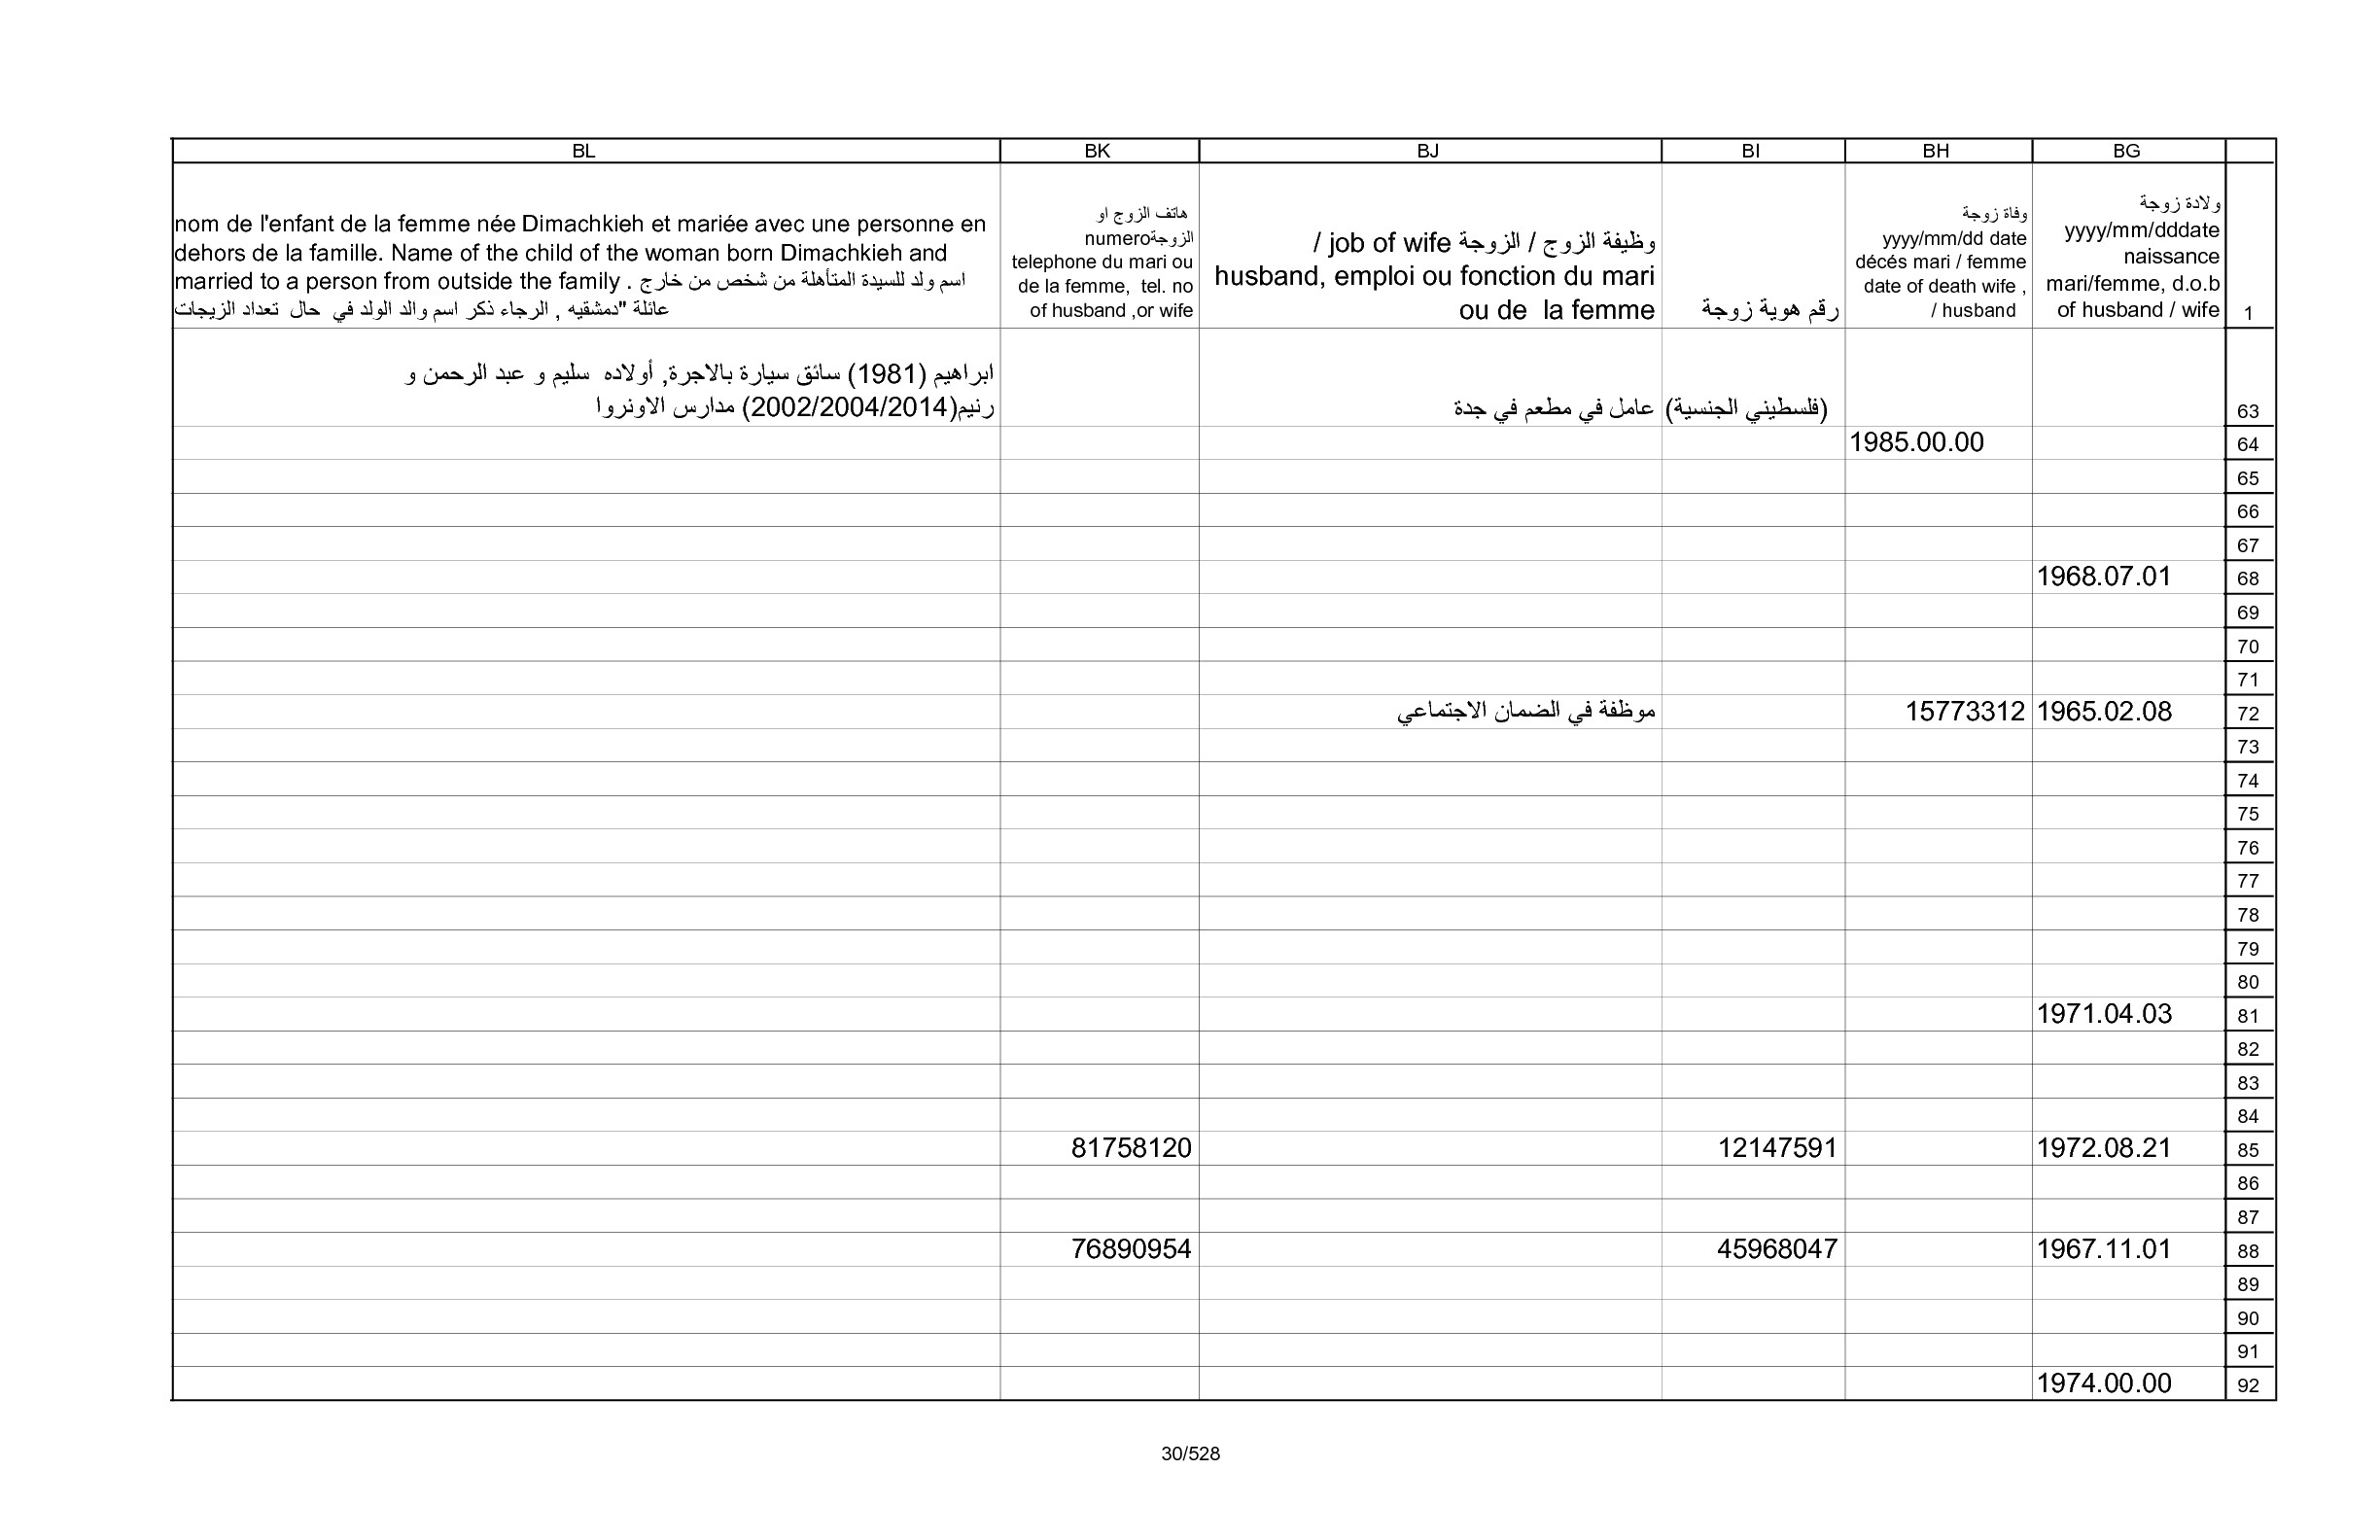 BL BK BJ BI BH BG
nom de l'enfant de la femme née Dimachkieh et mariée avec une personne en
dehors de la famille. Name of the child of the woman born Dimachkieh and
married to a person from outside the family . اسم ولد للسيدة المتأهلة من شخص من خارج
عائلة "دمشقيه , الرجاء ذكر اسم والد الولد في حال تعداد الزيجات
هاتف الزوج او
الزوجةnumero
telephone du mari ou
de la femme, tel. no
of husband ,or wife
وظيفة الزوج / الزوجة job of wife /
husband, emploi ou fonction du mari
ou de la femme
رقم هوية زوجة
وفاة زوجة
yyyy/mm/dd date
décés mari / femme
date of death wife ,
/ husband
ولادة زوجة
yyyy/mm/dddate
naissance
mari/femme, d.o.b
of husband / wife
1
ابراهيم (1981) سائق سيارة بالاجرة, أولاده سليم و عبد الرحمن و
رنيم(2002/2004/2014) مدارس الاونروا
عامل في مطعم في جدة
(فلسطيني الجنسية)
63
1985.00.00 64
65
66
67
1968.07.01 68
69
70
71
موظفة في الضمان الاجتماعي 15773312 1965.02.08 72
73
74
75
76
77
78
79
80
1971.04.03 81
82
83
84
81758120 12147591 1972.08.21 85
86
87
76890954 45968047 1967.11.01 88
89
90
91
1974.00.00 92
30/528